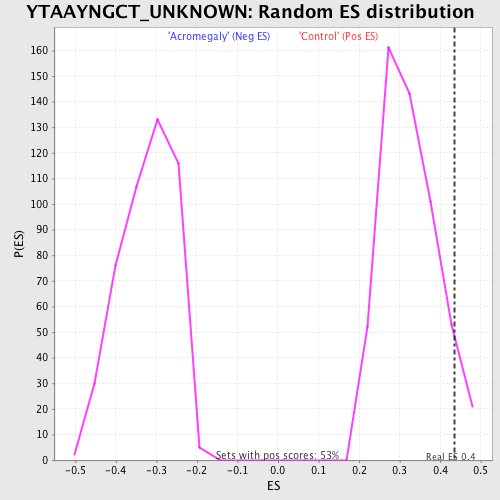 YTAAYNGCT_UNKNOWN: Random ES distribution
'Acromegaly' (Neg ES) 'Control' (Pos ES)
160
150
140
130
120
110
100
90
80
70
60
50
40
30
20
10
0
P(ES)
Sets with pos scores: 53%
Real ES 0.4
-0.5 -0.4 -0.3 -0.2 -0.1 0.0 0.1 0.2 0.3 0.4 0.5
ES